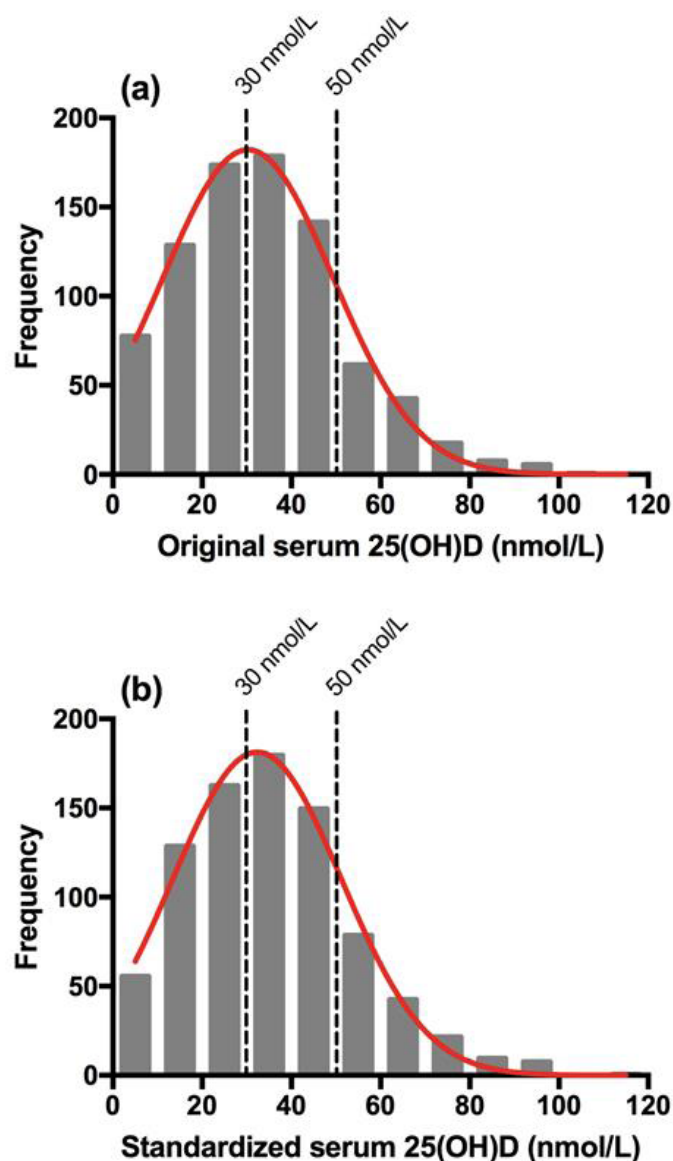 (a)
30 nmol/L
50 nmol/L
200
150
100
50
0
Frequency
0 20 40 60 80 100 120
Original serum 25(OH)D (nmol/L)
(b)
30 nmol/L
50 nmol/L
200
150
100
50
0
Frequency
0 20 40 60 80 100 120
Standardized serum 25(OH)D (nmol/L)